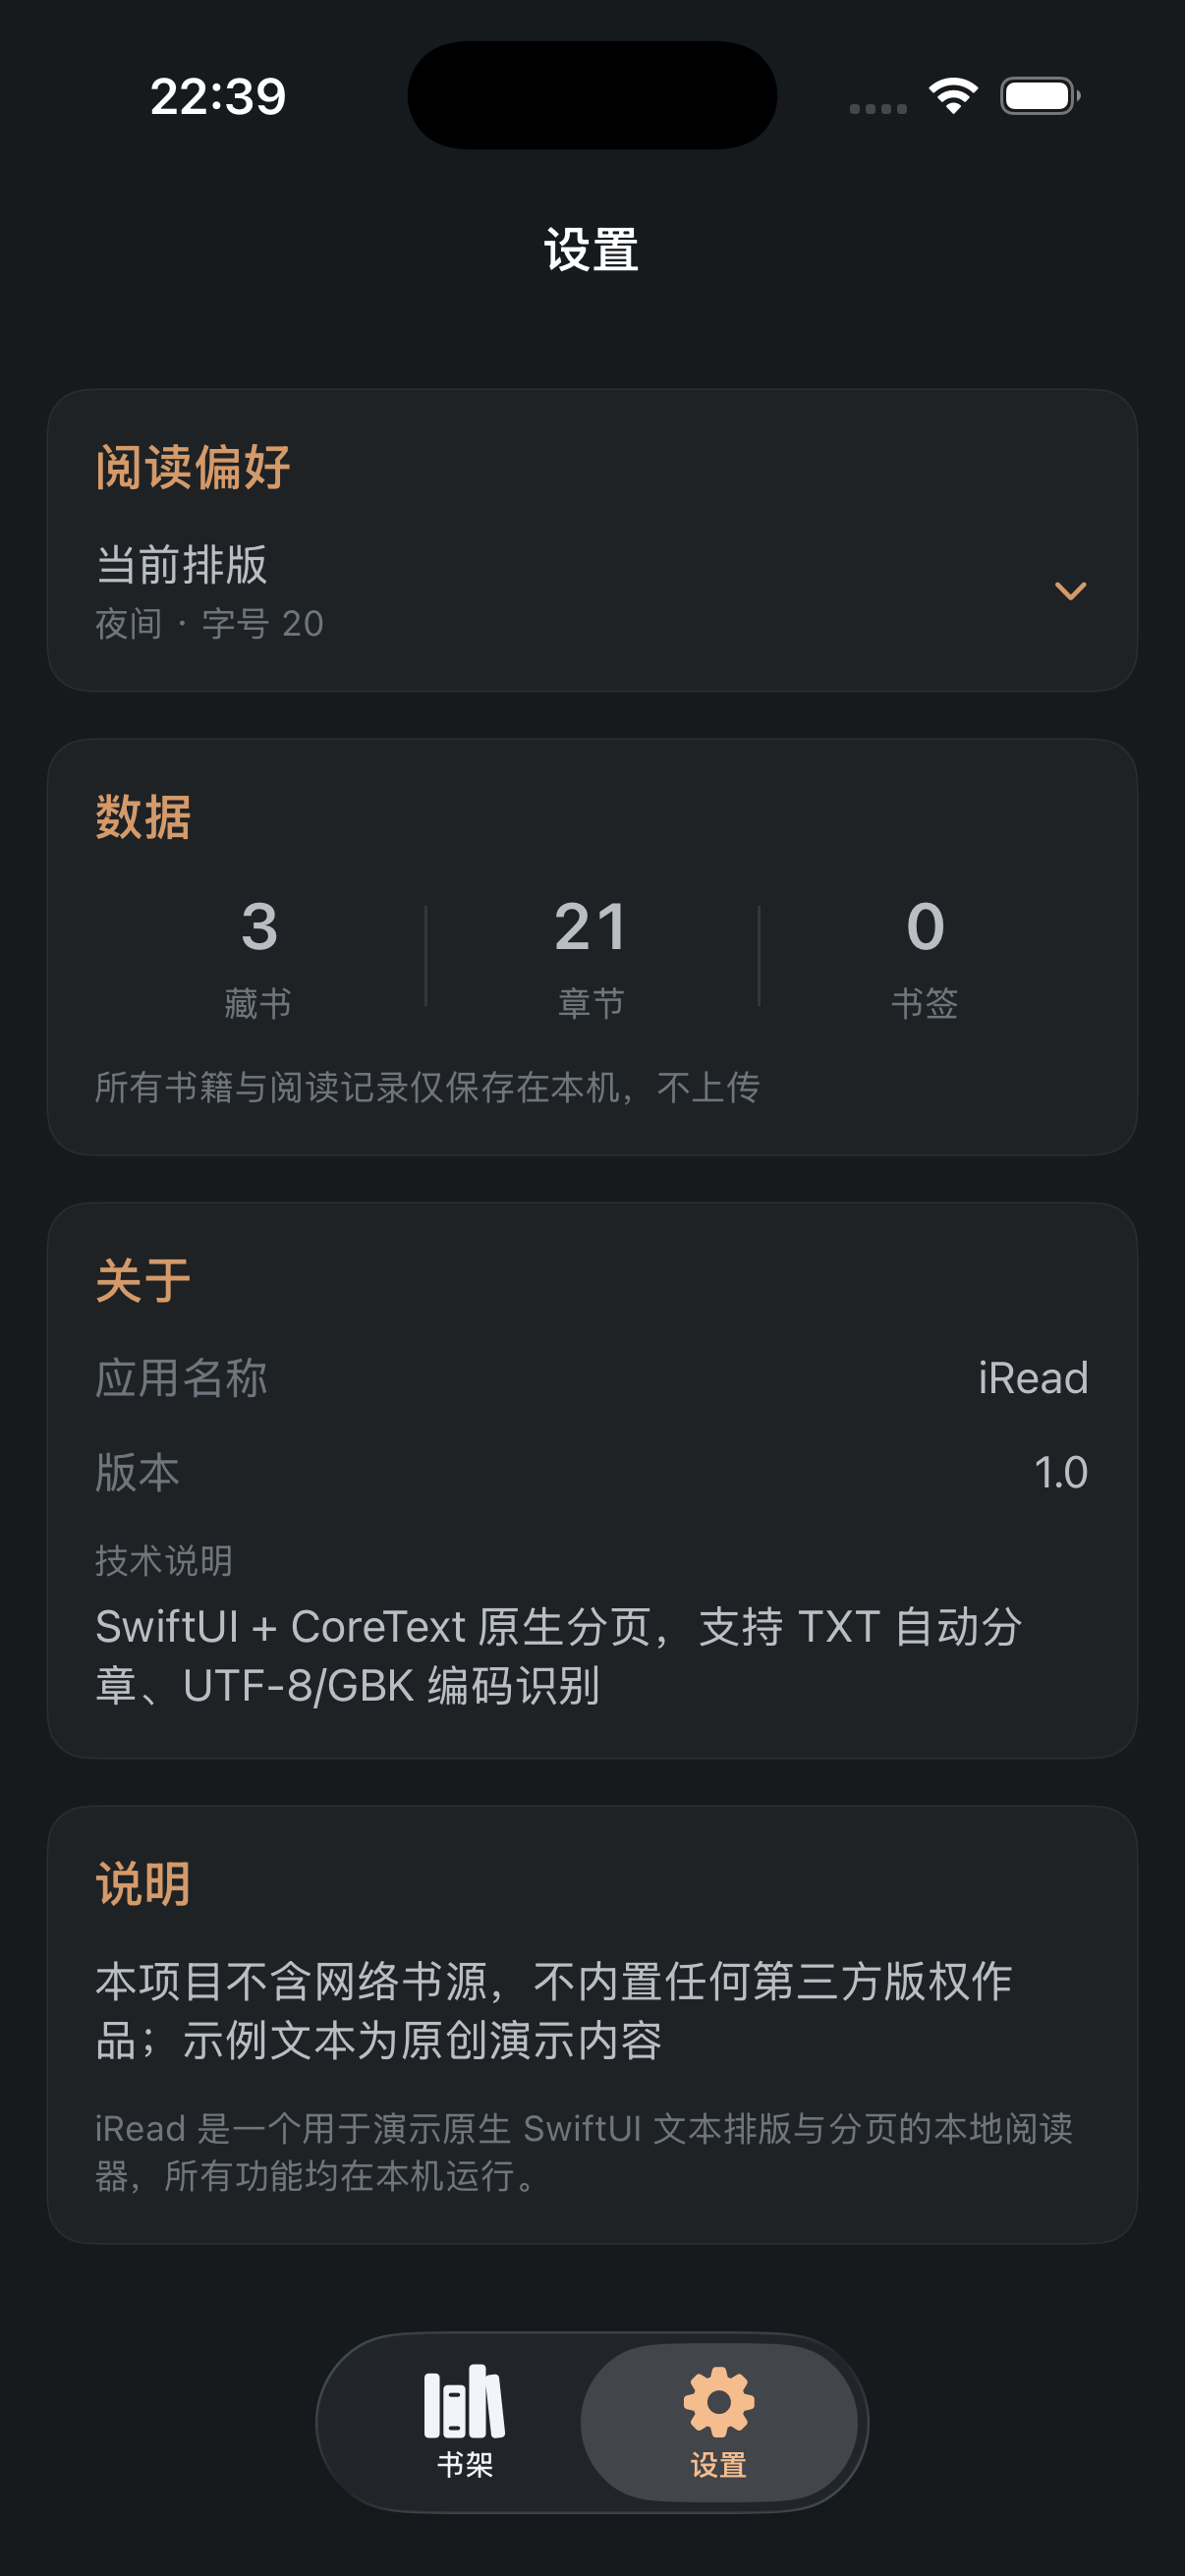 22:39
设置
阅读偏好
当前排版
夜间 · 字号 20
数据
3 21 0
藏书 章节 书签
所有书籍与阅读记录仅保存在本机，不上传
关于
应用名称 iRead
版本 1.0
技术说明
SwiftUI + CoreText 原生分页，支持 TXT 自动分
章、UTF-8/GBK 编码识别
说明
本项目不含网络书源，不内置任何第三方版权作
品；示例文本为原创演示内容
iRead 是一个用于演示原生 SwiftUI 文本排版与分页的本地阅读
器，所有功能均在本机运行。
书架 设置